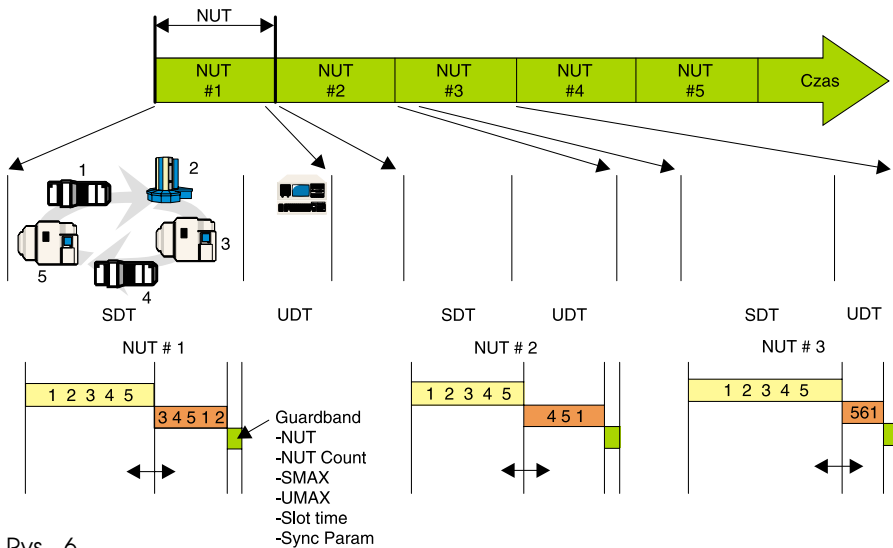 NUT
NUT #1
NUT #2
NUT #3
NUT #4
NUT #5
Czas
1
2
3
4
5
SDT
UDT
SDT
UDT
SDT
UDT
NUT # 1
NUT # 2
NUT # 3
1 2 3 4 5
3 4 5 1 2
1 2 3 4 5
4 5 1
1 2 3 4 5
561
Guardband
-NUT
-NUT Count
-SMAX
-UMAX
-Slot time
-Sync Param
Rys. 6